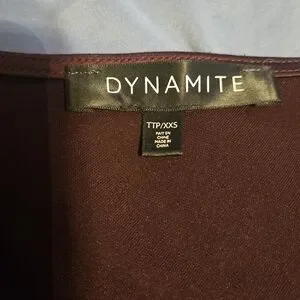 DYNAMITE
TTP/XXS
FAIT EN
CHINE
MADE IN
CHINA